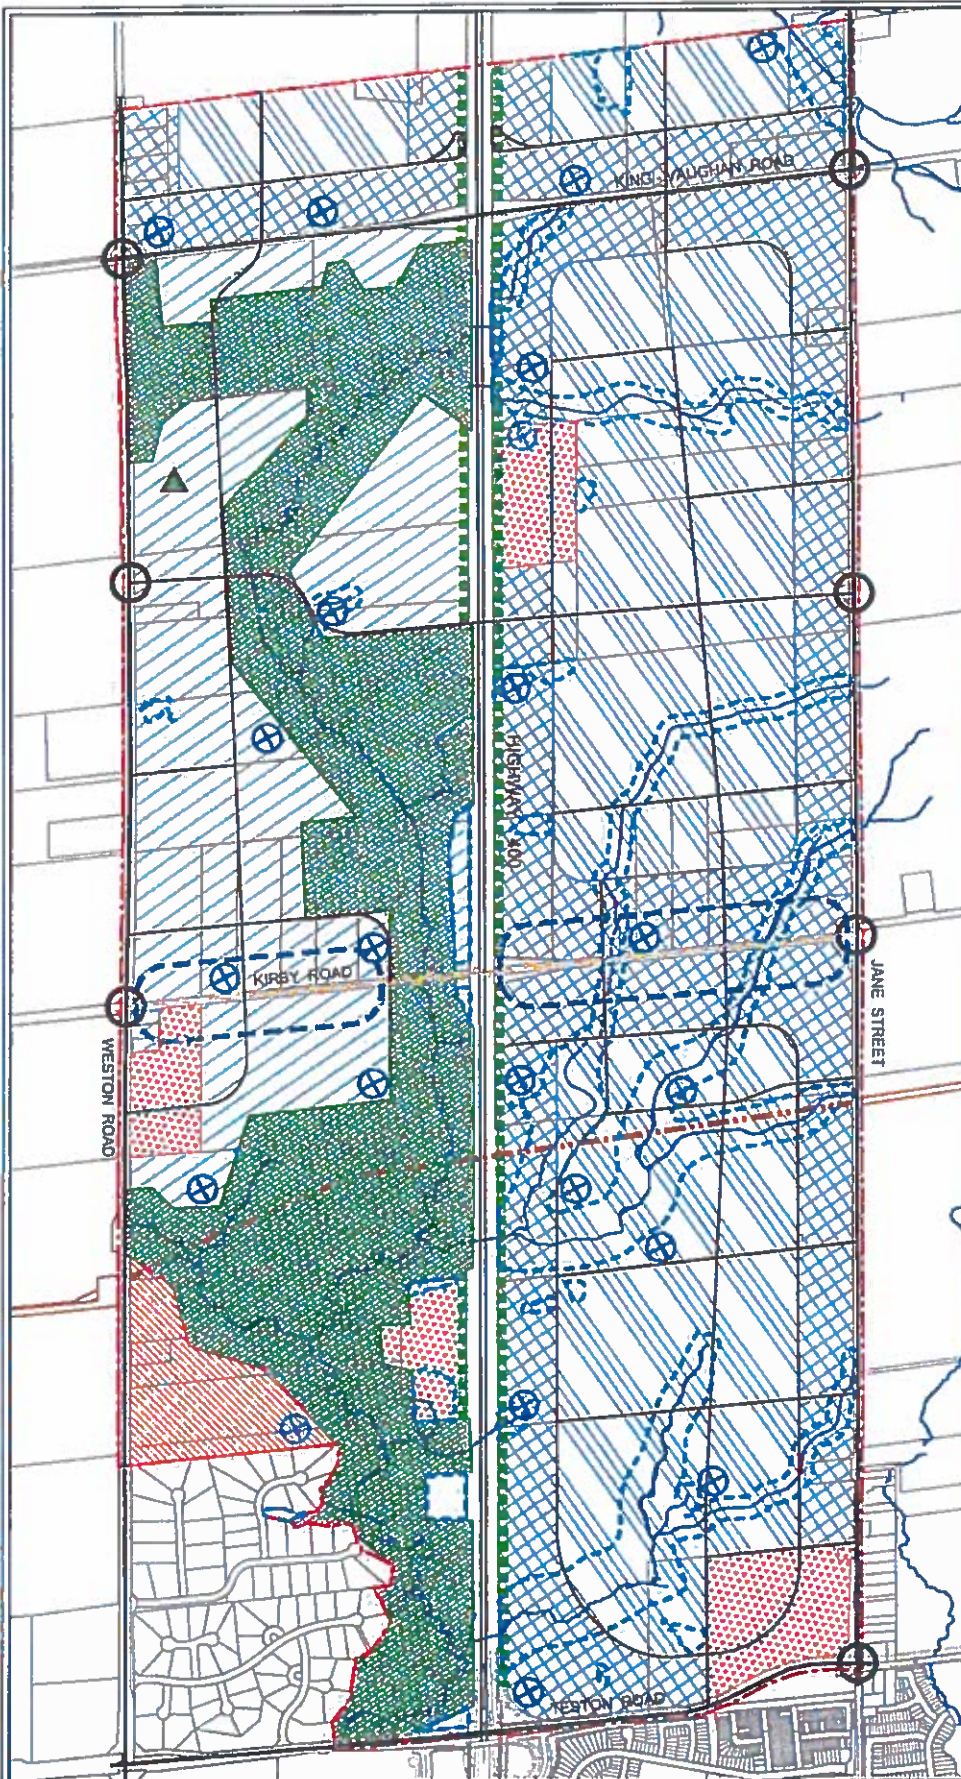 KING-VAUGHAN ROAD
HIGHWAY 400
KIRBY ROAD
JANE STREET
WESTON ROAD
TESTON ROAD